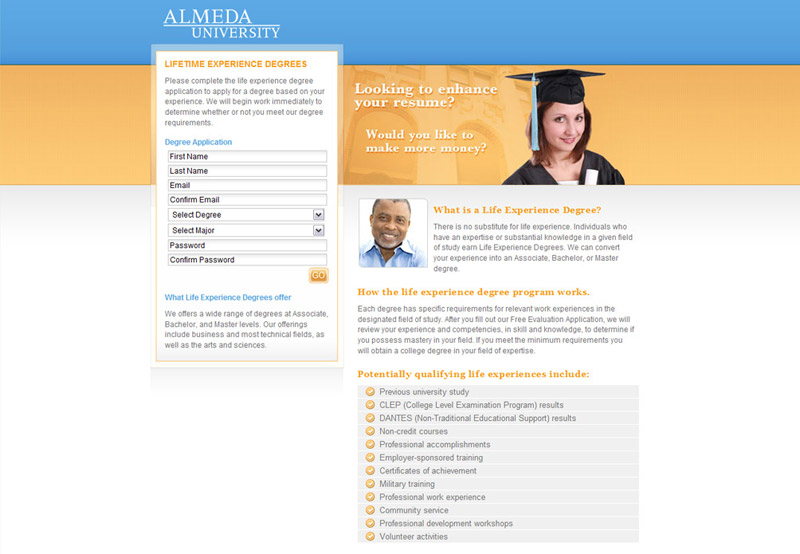 ALMEDA
UNIVERSITY
LIFETIME EXPERIENCE DEGREES
Please complete the life experience degree
application to apply for a degree based on your
experience. We will begin work immediately to
determine whether or not you meet our degree
requirements.
Degree Application
First Name
Last Name
Email
Confirm Email
Select Degree
Select Major
Password
Confirm Password
GO
What Life Experience Degrees offer
We offers a wide range of degrees at Associate,
Bachelor, and Master levels. Our offerings
include business and most technical fields, as
well as the arts and sciences.
Looking to enhance
your resume?
Would you like to
make more money?
What is a Life Experience Degree?
There is no substitute for life experience. Individuals who
have an expertise or substantial knowledge in a given field
of study earn Life Experience Degrees. We can convert
your experience into an Associate, Bachelor, or Master
degree.
How the life experience degree program works.
Each degree has specific requirements for relevant work experiences in the
designated field of study. After you fill out our Free Evaluation Application, we will
review your experience and competencies, in skill and knowledge, to determine if
you possess mastery in your field. If you meet the minimum requirements you
will obtain a college degree in your field of expertise.
Potentially qualifying life experiences include:
Previous university study
CLEP (College Level Examination Program) results
DANTES (Non-Traditional Educational Support) results
Non-credit courses
Professional accomplishments
Employer-sponsored training
Certificates of achievement
Military training
Professional work experience
Community service
Professional development workshops
Volunteer activities